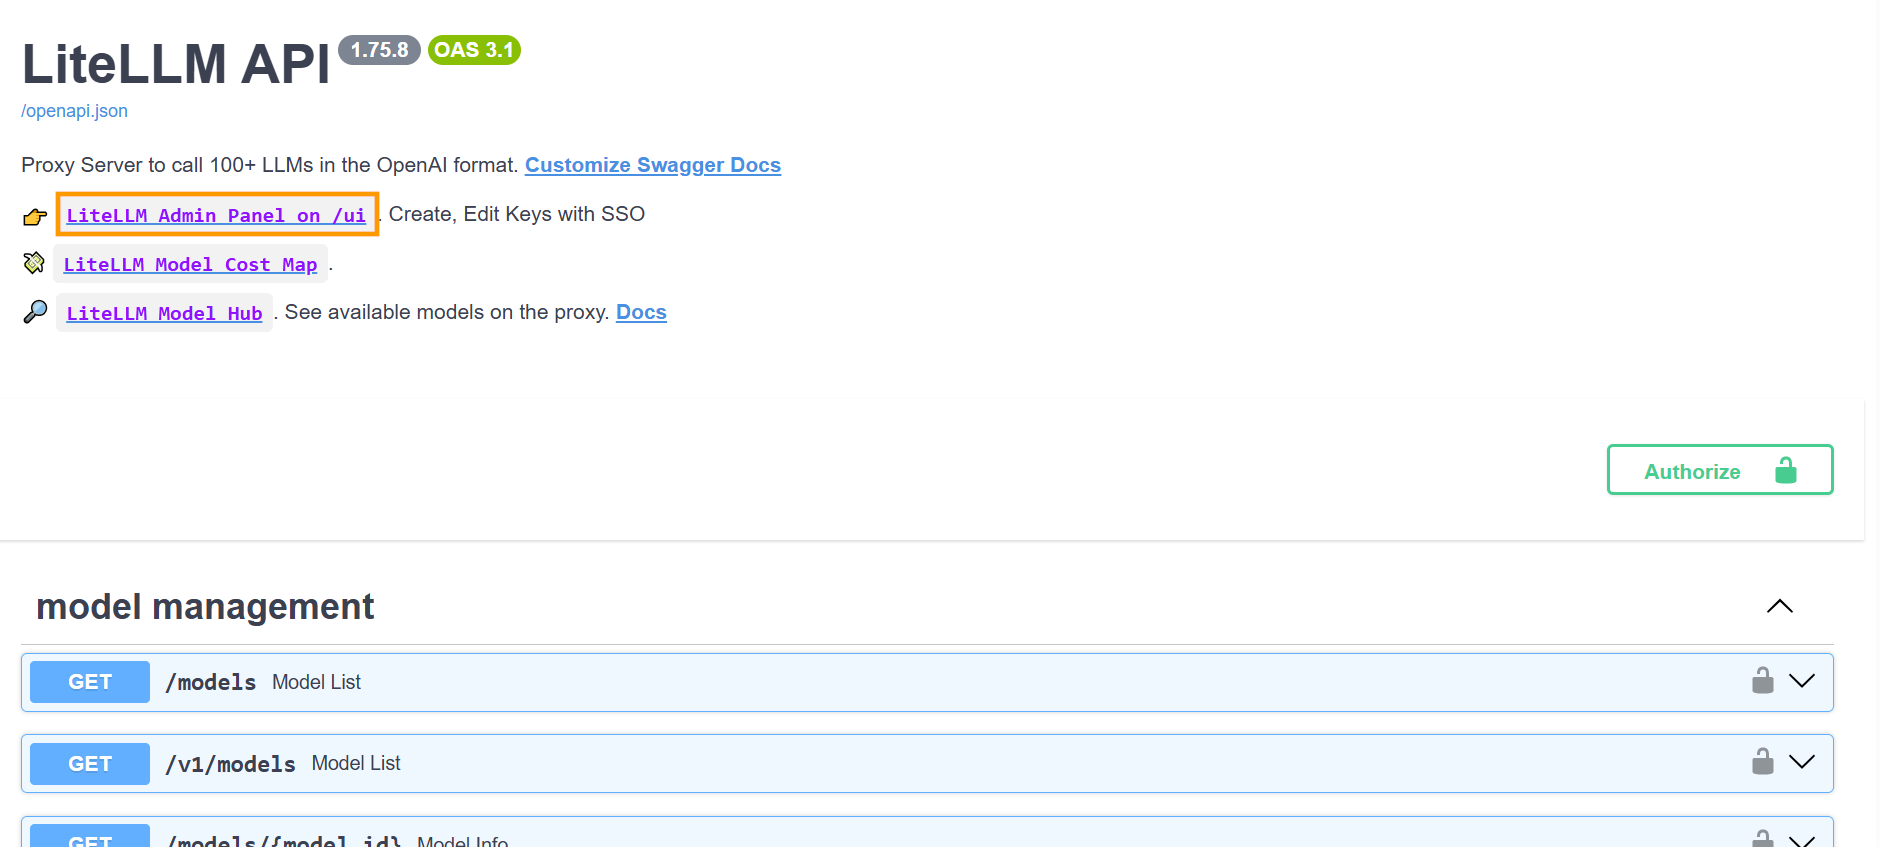 LiteLLM API 1.75.8 OAS 3.1
/openapi.json
Proxy Server to call 100+ LLMs in the OpenAI format. Customize Swagger Docs
👉 LiteLLM Admin Panel on /ui. Create, Edit Keys with SSO
💸 LiteLLM Model Cost Map.
🔎 LiteLLM Model Hub. See available models on the proxy. Docs
Authorize
model management
GET /models Model List
GET /v1/models Model List
GET /models/{model_id} Model Info